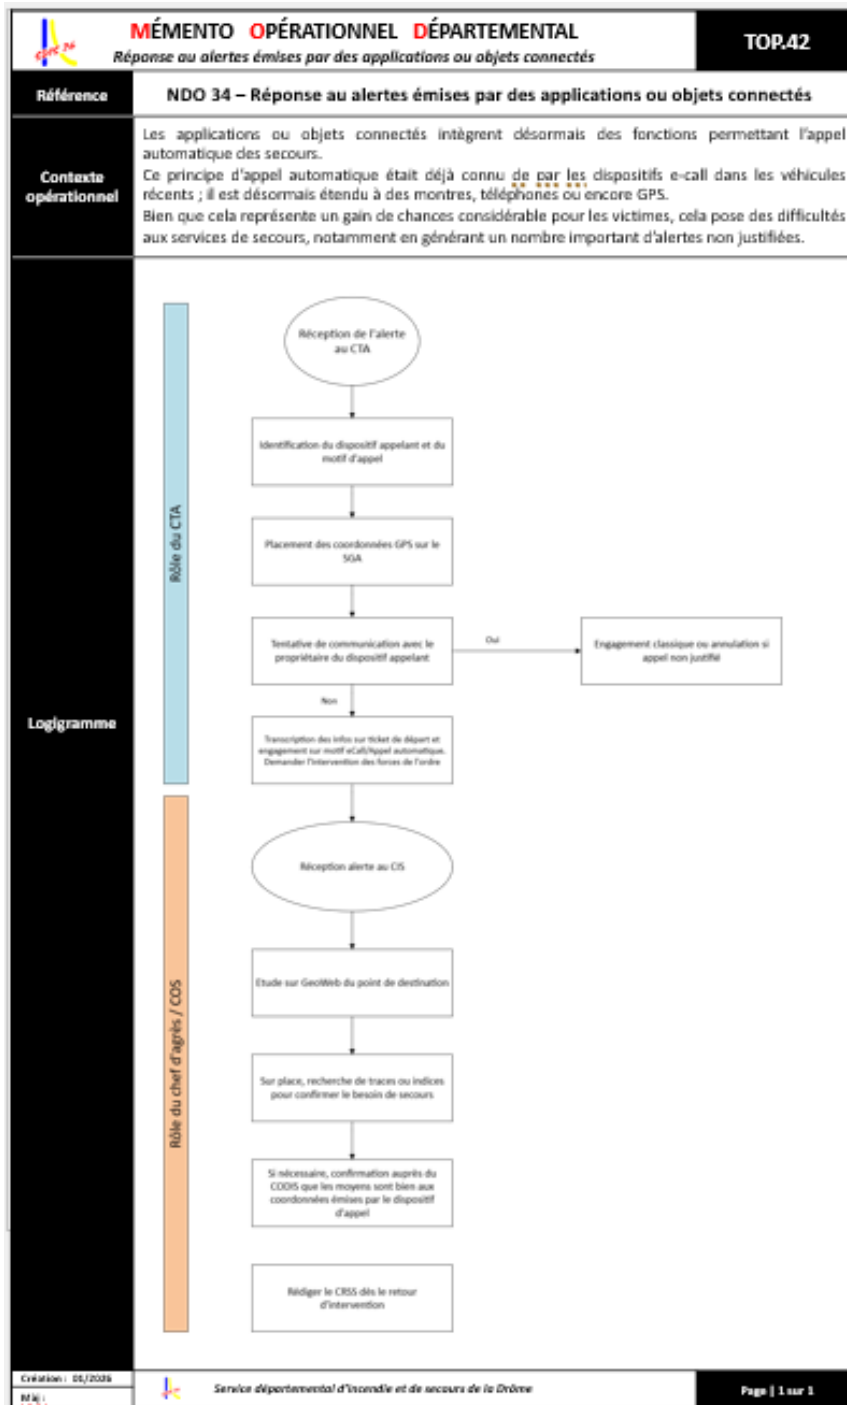 MÉMENTO OPÉRATIONNEL DÉPARTEMENTAL
Réponse au alertes émises par des applications ou objets connectés
TOP.42
Référence
NDO 34 – Réponse au alertes émises par des applications ou objets connectés
Contexte
opérationnel
Les applications ou objets connectés intègrent désormais des fonctions permettant l'appel
automatique des secours.
Ce principe d'appel automatique était déjà connu de par les dispositifs e-call dans les véhicules
récents ; il est désormais étendu à des montres, téléphones ou encore GPS.
Bien que cela représente un gain de chances considérable pour les victimes, cela pose des difficultés
aux services de secours, notamment en générant un nombre important d'alertes non justifiées.
Logigramme
Rôle du CTA
Réception de l'alerte
au CTA
Identification du dispositif appelant et du
motif d'appel
Placement des coordonnées GPS sur le
SGA
Tentative de communication avec le
propriétaire du dispositif appelant
Oui
Engagement classique ou annulation si
appel non justifié
Non
Transcription des infos sur ticket de départ et
engagement sur motif eCall/Appel automatique.
Demander l'intervention des forces de l'ordre
Rôle du chef d'agrès / COS
Réception alerte au CIS
Etude sur GeoWeb du point de destination
Sur place, recherche de traces ou indices
pour confirmer le besoin de secours
Si nécessaire, confirmation auprès du
CODIS que les moyens sont bien aux
coordonnées émises par le dispositif
d'appel
Rédiger le CRSS dès le retour
d'intervention
Création : 01/2026
Màj :
Service départemental d'incendie et de secours de la Drôme
Page | 1 sur 1